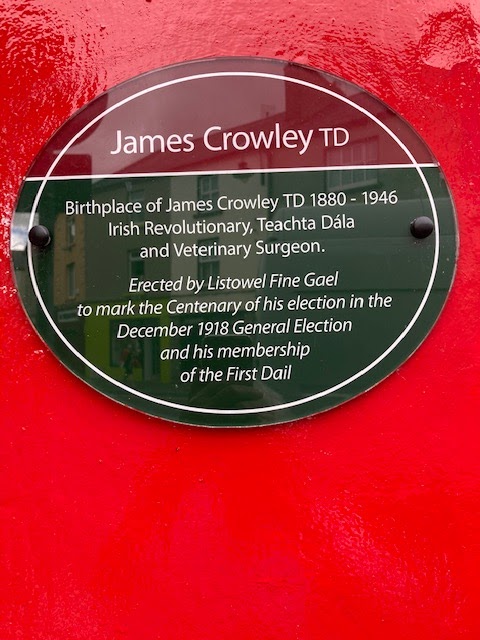 James Crowley TD
Birthplace of James Crowley TD 1880 - 1946
Irish Revolutionary, Teachta Dála
and Veterinary Surgeon.
Erected by Listowel Fine Gael
to mark the Centenary of his election in the
December 1918 General Election
and his membership
of the First Dail